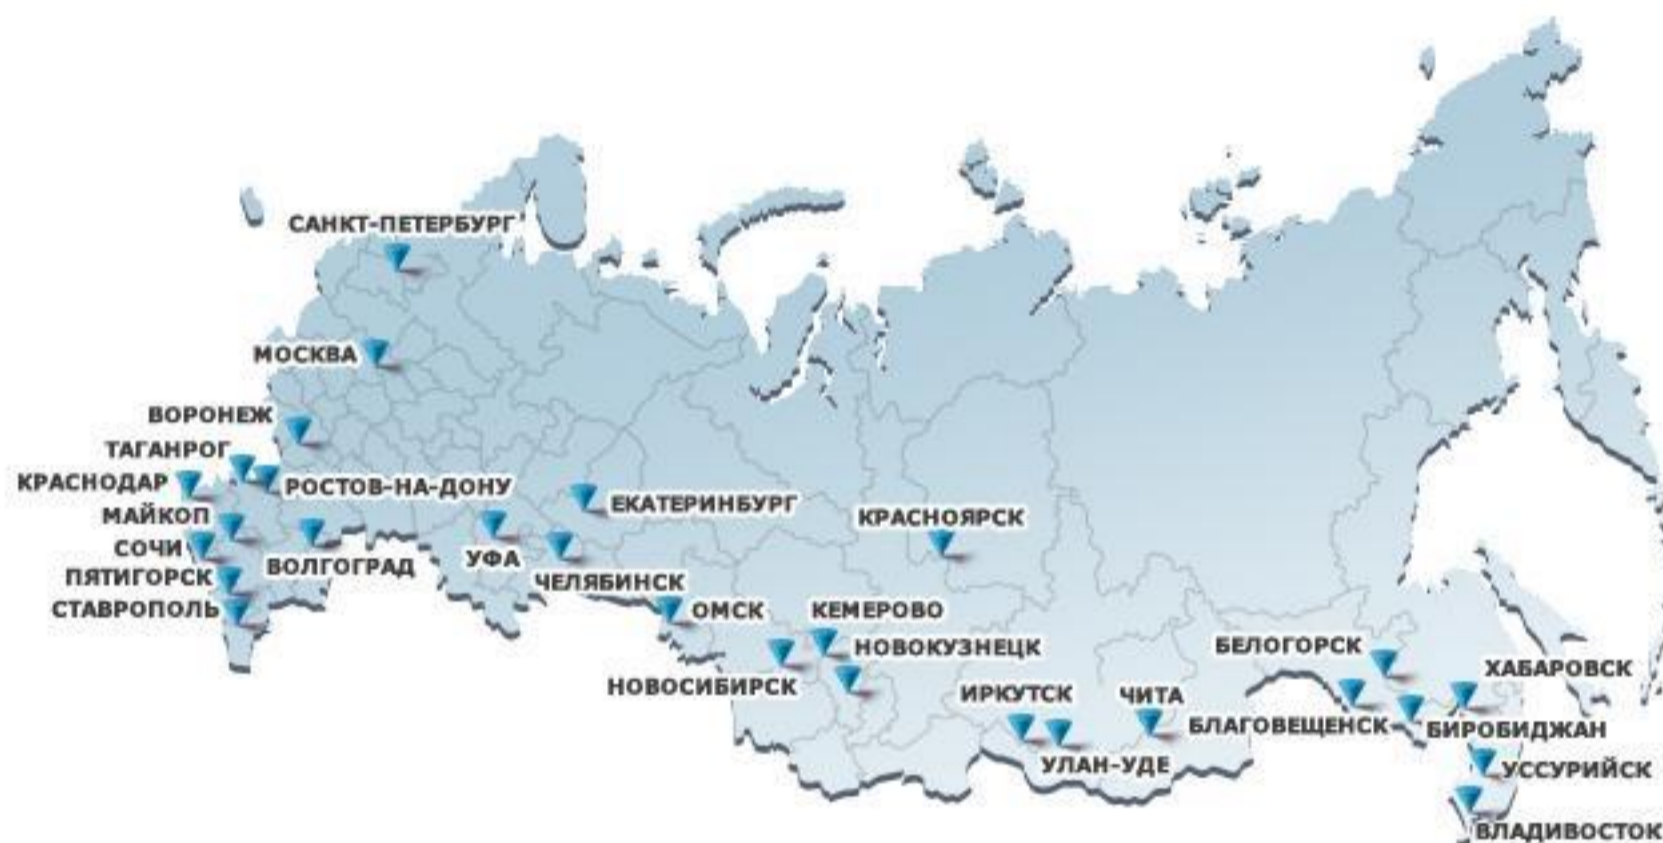 САНКТ-ПЕТЕРБУРГ
МОСКВА
ВОРОНЕЖ
ТАГАНРОГ
КРАСНОДАР
РОСТОВ-НА-ДОНУ
ЕКАТЕРИНБУРГ
МАЙКОП
КРАСНОЯРСК
СОЧИ
ВОЛГОГРАД
УФА
ПЯТИГОРСК
ЧЕЛЯБИНСК
СТАВРОПОЛЬ
ОМСК
КЕМЕРОВО
НОВОКУЗНЕЦК
БЕЛОГОРСК
ХАБАРОВСК
НОВОСИБИРСК
ИРКУТСК
ЧИТА
БЛАГОВЕЩЕНСК
БИРОБИДЖАН
УЛАН-УДЕ
УССУРИЙСК
ВЛАДИВОСТОК